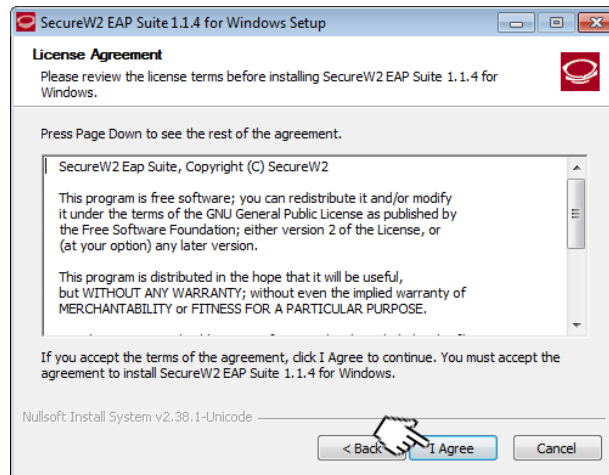 SecureW2 EAP Suite 1.1.4 for Windows Setup
License Agreement
Please review the license terms before installing SecureW2 EAP Suite 1.1.4 for
Windows.
Press Page Down to see the rest of the agreement.
SecureW2 Eap Suite, Copyright (C) SecureW2
This program is free software; you can redistribute it and/or modify
it under the terms of the GNU General Public License as published by
the Free Software Foundation; either version 2 of the License, or
(at your option) any later version.
This program is distributed in the hope that it will be useful,
but WITHOUT ANY WARRANTY; without even the implied warranty of
MERCHANTABILITY or FITNESS FOR A PARTICULAR PURPOSE.
If you accept the terms of the agreement, click I Agree to continue. You must accept the
agreement to install SecureW2 EAP Suite 1.1.4 for Windows.
Nullsoft Install System v2.38.1-Unicode
< Back
I Agree
Cancel